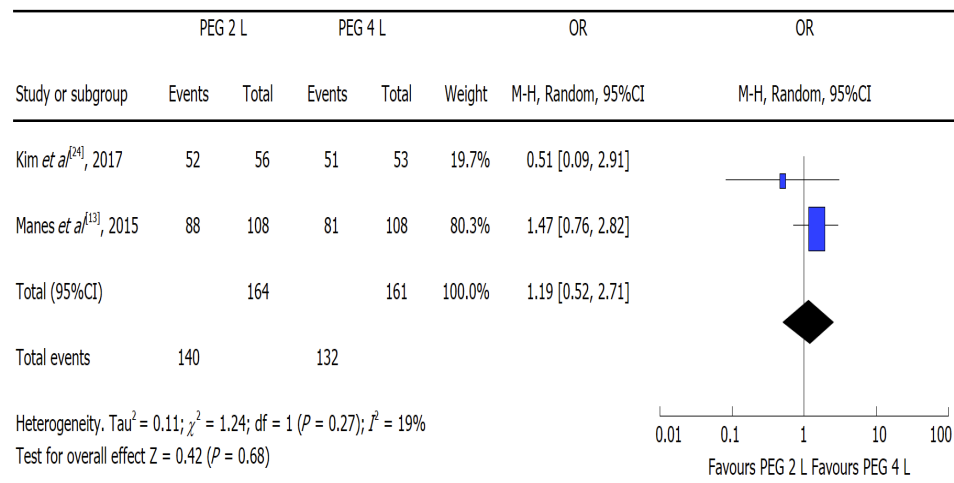 PEG 2 L PEG 4 L OR OR
Study or subgroup Events Total Events Total Weight M-H, Random, 95%CI M-H, Random, 95%CI
Kim et al[24], 2017 52 56 51 53 19.7% 0.51 [0.09, 2.91]
Manes et al[13], 2015 88 108 81 108 80.3% 1.47 [0.76, 2.82]
Total (95%CI) 164 161 100.0% 1.19 [0.52, 2.71]
Total events 140 132
Heterogeneity. Tau2 = 0.11; χ2 = 1.24; df = 1 (P = 0.27); I2 = 19%
Test for overall effect Z = 0.42 (P = 0.68)
0.01 0.1 1 10 100
Favours PEG 2 L Favours PEG 4 L